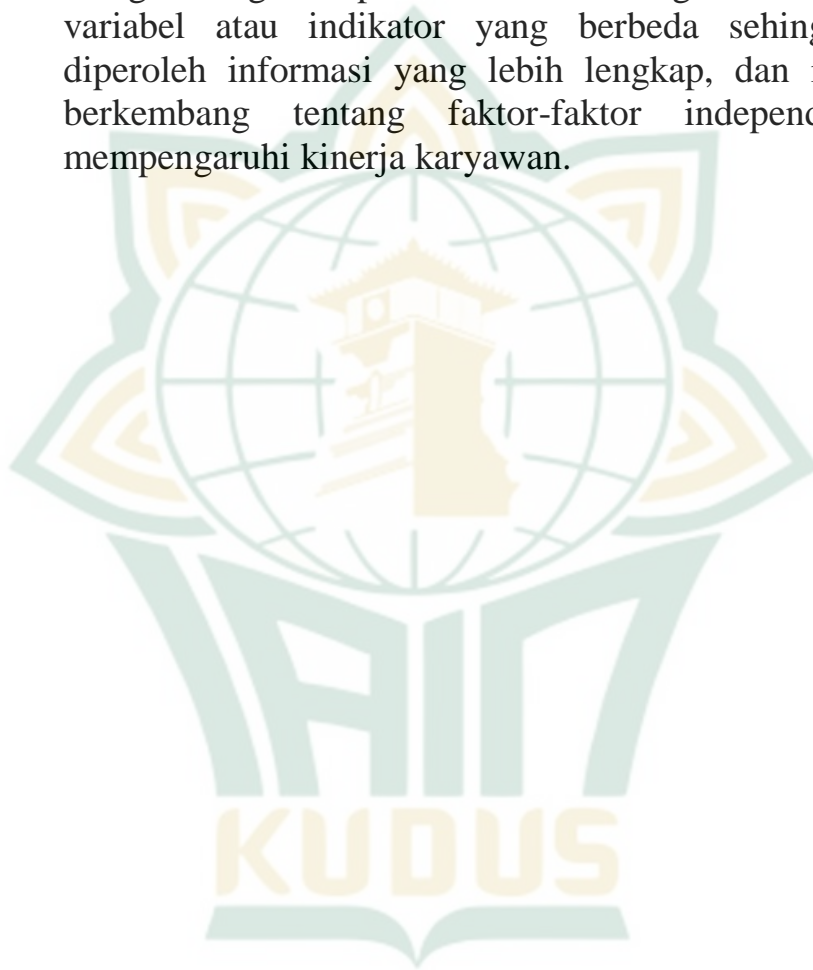 variabel atau indikator yang berbeda
diperoleh informasi yang lebih lengkap, dan
berkembang tentang faktor-faktor
mempengaruhi kinerja karyawan.
IAIN
KUDUS